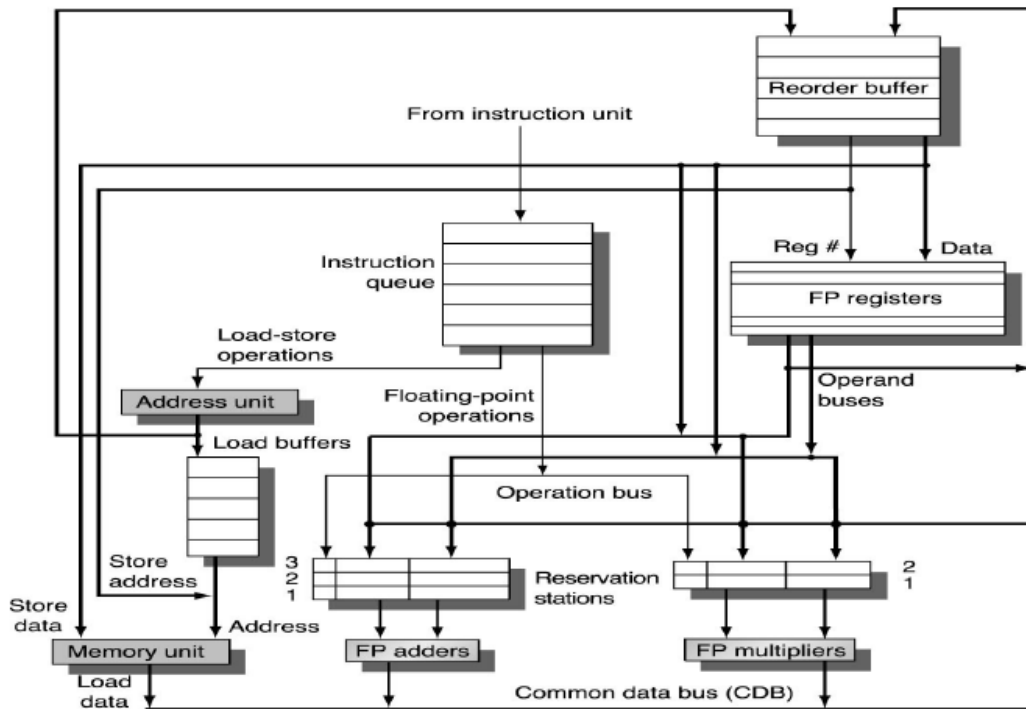 Reorder buffer
From instruction unit
Reg #
Data
Instruction
queue
FP registers
Load-store
operations
Operand
buses
Address unit
Floating-point
operations
Load buffers
Operation bus
3
2
1
Reservation
stations
2
1
Store
address
Store
data
Address
Memory unit
FP adders
FP multipliers
Load
data
Common data bus (CDB)